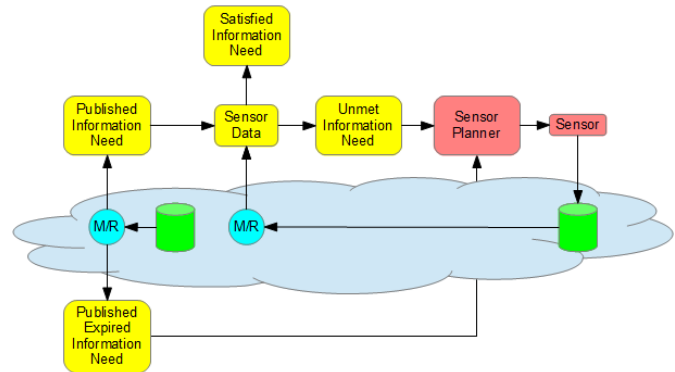 Satisfied
Information
Need
Published
Information
Need
Sensor
Data
Unmet
Information
Need
Sensor
Planner
Sensor
M/R
M/R
Published
Expired
Information
Need